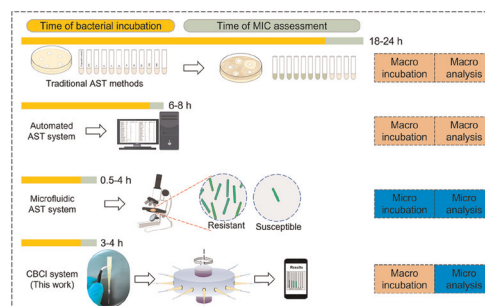 Time of bacterial incubation
Time of MIC assessment
18-24 h
Traditional AST methods
Macro incubation
Macro analysis
6-8 h
Automated AST system
Macro incubation
Macro analysis
0.5-4 h
Microfluidic AST system
Resistant
Susceptible
Micro incubation
Micro analysis
3-4 h
CBCI system (This work)
Results
Macro incubation
Micro analysis